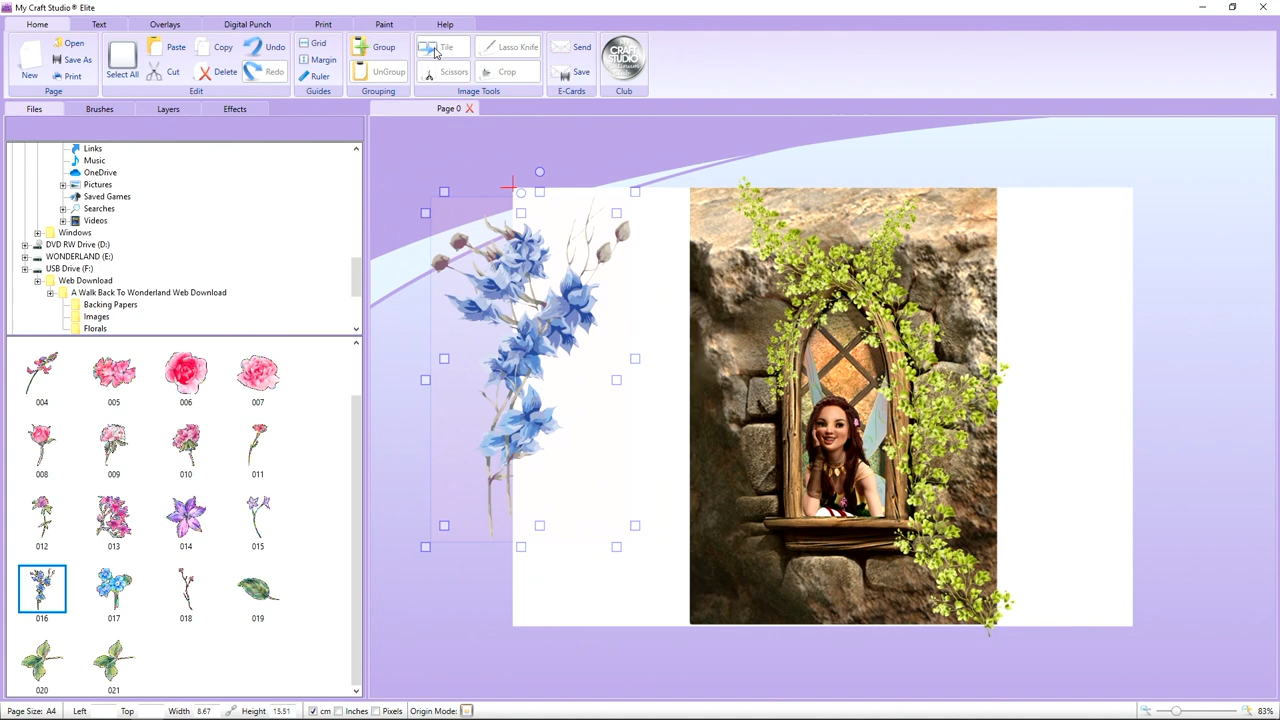 My Craft Studio® Elite
Home Text Overlays Digital Punch Print Paint Help
New Open Save As Print Page
Select All Paste Copy Undo Cut Delete Redo Edit
Grid Margin Ruler Guides
Group UnGroup Grouping
Tile Lasso Knife Scissors Crop Image Tools
Send Save E-Cards
CRAFT STUDIO Club
Files Brushes Layers Effects
Page 0
Links
Music
OneDrive
Pictures
Saved Games
Searches
Videos
Windows
DVD RW Drive (D:)
WONDERLAND (E:)
USB Drive (F:)
Web Download
A Walk Back To Wonderland Web Download
Backing Papers
Images
Florals
004 005 006 007
008 009 010 011
012 013 014 015
016 017 018 019
020 021
Page Size: A4 Left Top Width 8.67 Height 15.51 cm Inches Pixels Origin Mode: 83%